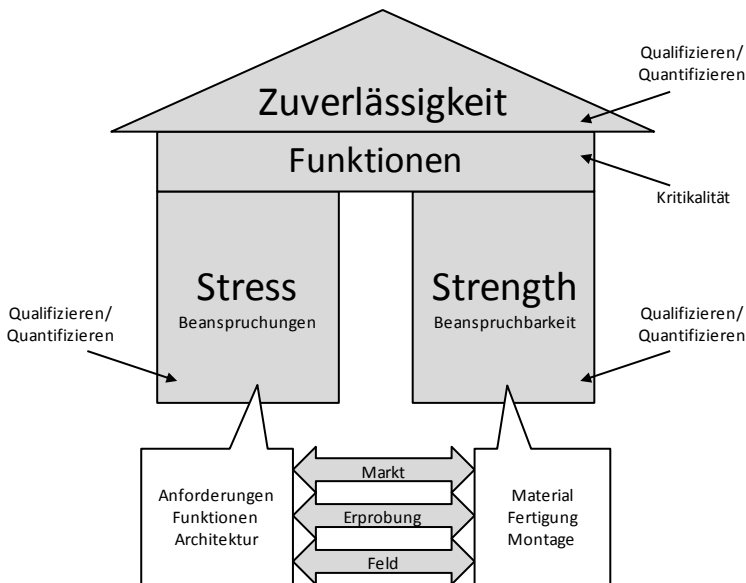 Qualifizieren/
Quantifizieren
Zuverlässigkeit
Funktionen
Kritikalität
Stress
Beanspruchungen
Strength
Beanspruchbarkeit
Qualifizieren/
Quantifizieren
Qualifizieren/
Quantifizieren
Anforderungen
Funktionen
Architektur
Markt
Erprobung
Feld
Material
Fertigung
Montage